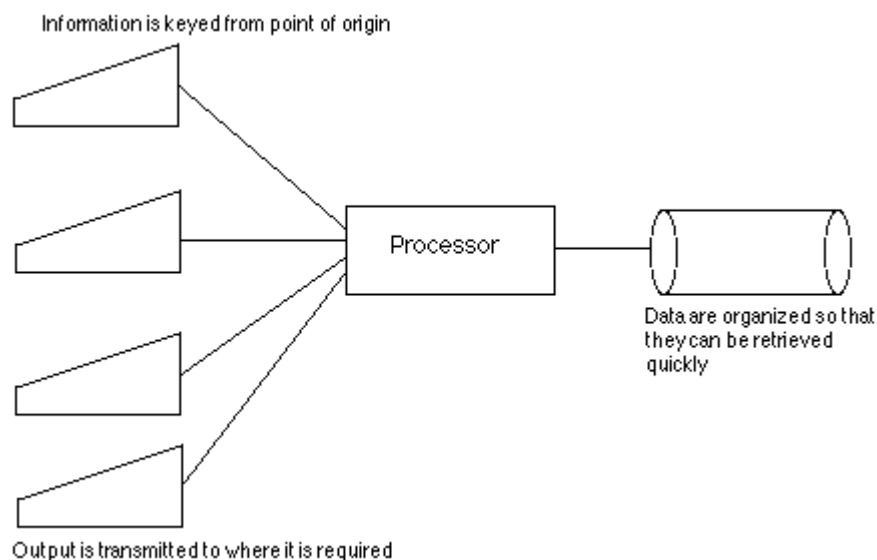 Information is keyed from point of origin
Processor
Data are organized so that
they can be retrieved
quickly
Output is transmitted to where it is required